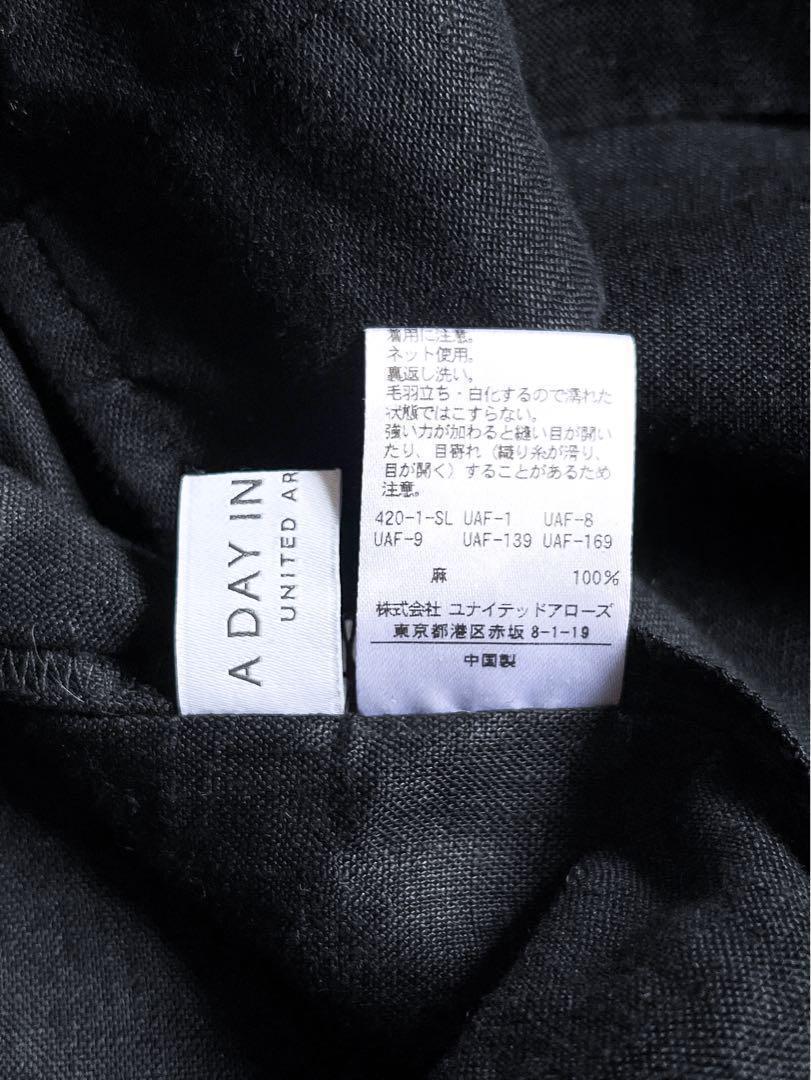 A DAY IN
UNITED AR
着用に注意。
ネット使用。
裏返し洗い。
毛羽立ち・白化するので濡れた
状態ではこすらない。
強い力が加わると縫い目が開い
たり、目寄れ（織り糸が滑り、
目が開く）することがあるため
注意。
420-1-SL UAF-1 UAF-8
UAF-9 UAF-139 UAF-169
麻 100%
株式会社 ユナイテッドアローズ
東京都港区赤坂 8-1-19
中国製